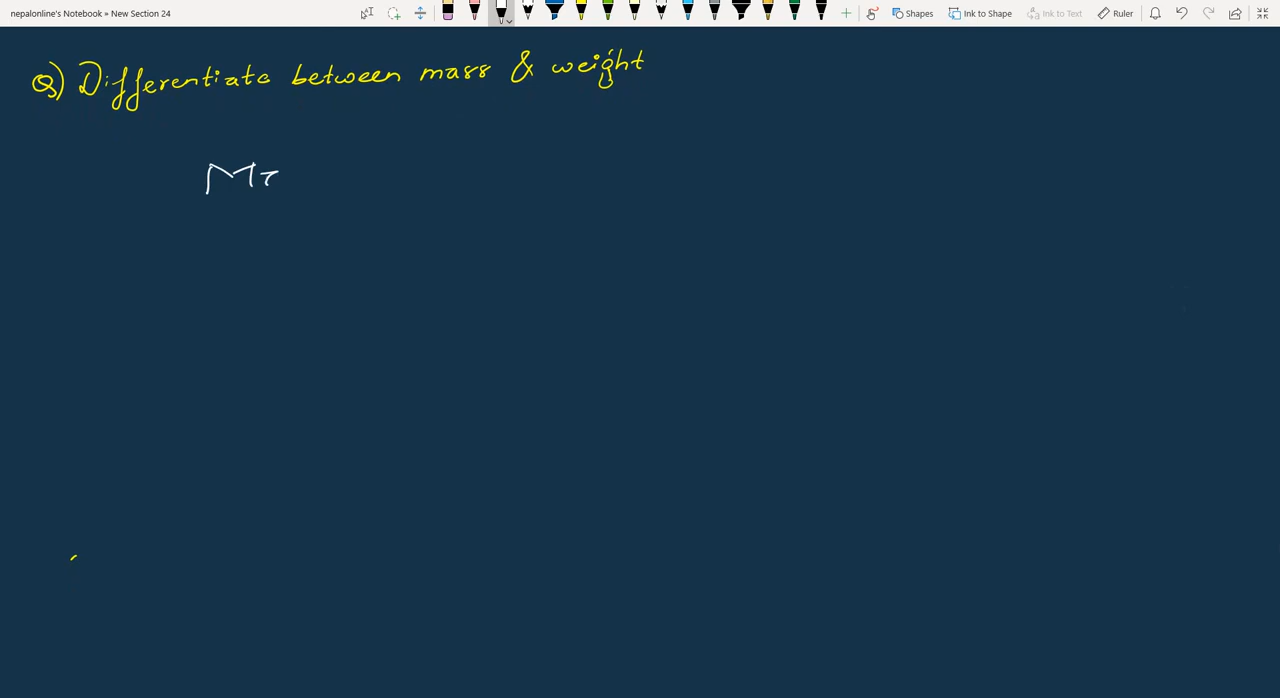 nepalonline's Notebook » New Section 24
Shapes Ink to Shape Ink to Text Ruler
Q) Differentiate between mass & weight